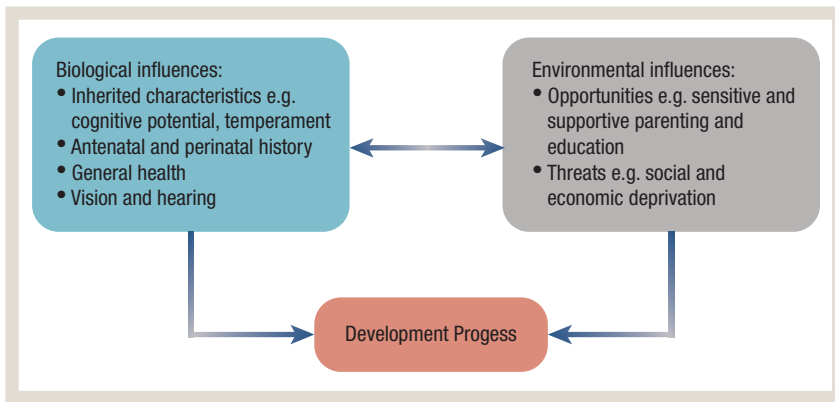 Biological influences:
• Inherited characteristics e.g.
cognitive potential, temperament
• Antenatal and perinatal history
• General health
• Vision and hearing
Environmental influences:
• Opportunities e.g. sensitive and
supportive parenting and
education
• Threats e.g. social and
economic deprivation
Development Progess